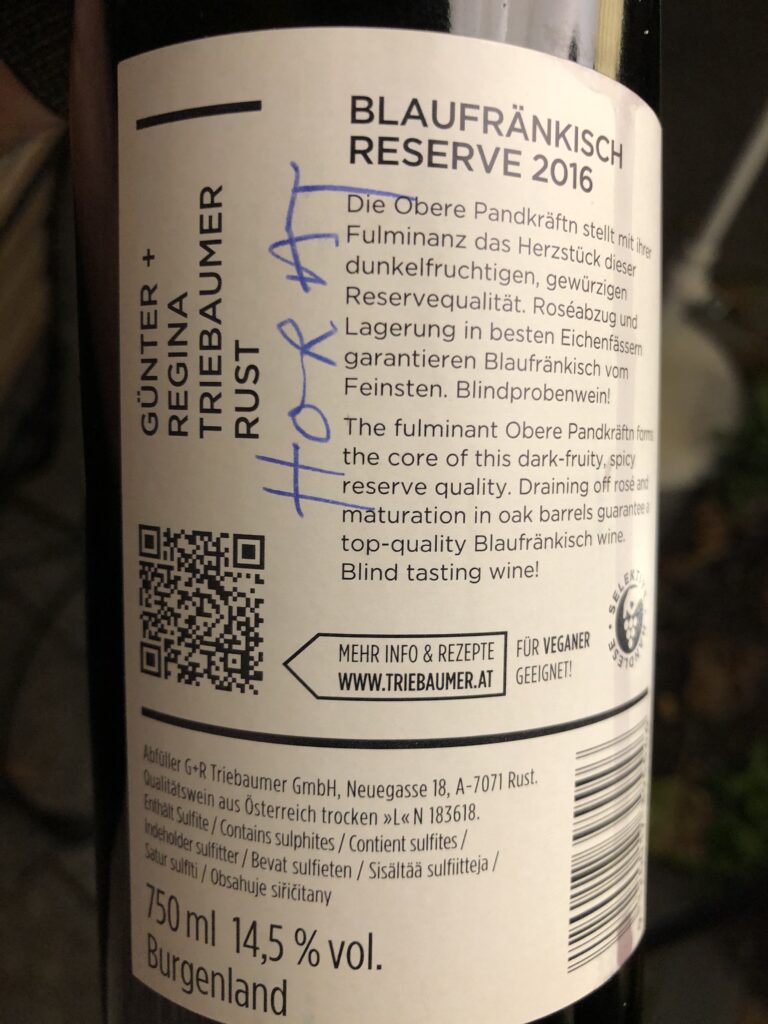 GÜNTER +
REGINA
TRIEBAUMER
RUST
HORAT
BLAUFRÄNKISCH
RESERVE 2016
Die Obere Pandkräftn stellt mit ihrer
Fulminanz das Herzstück dieser
dunkelfruchtigen, gewürzigen
Reservequalität. Roséabzug und
Lagerung in besten Eichenfässern
garantieren Blaufränkisch vom
Feinsten. Blindprobenwein!
The fulminant Obere Pandkräftn forms
the core of this dark-fruity, spicy
reserve quality. Draining off rosé and
maturation in oak barrels guarantee a
top-quality Blaufränkisch wine.
Blind tasting wine!
MEHR INFO & REZEPTE
WWW.TRIEBAUMER.AT
FÜR VEGANER
GEEIGNET!
Abfüller G+R Triebaumer GmbH, Neuegasse 18, A-7071 Rust.
Qualitätswein aus Österreich trocken »L« N 183618.
Enthält Sulfite / Contains sulphites / Contient sulfites /
Indeholder sulfitter / Bevat sulfieten / Sisältää sulfiitteja /
Satur sulfīti / Obsahuje siřičitany
750 ml 14,5 % vol.
Burgenland